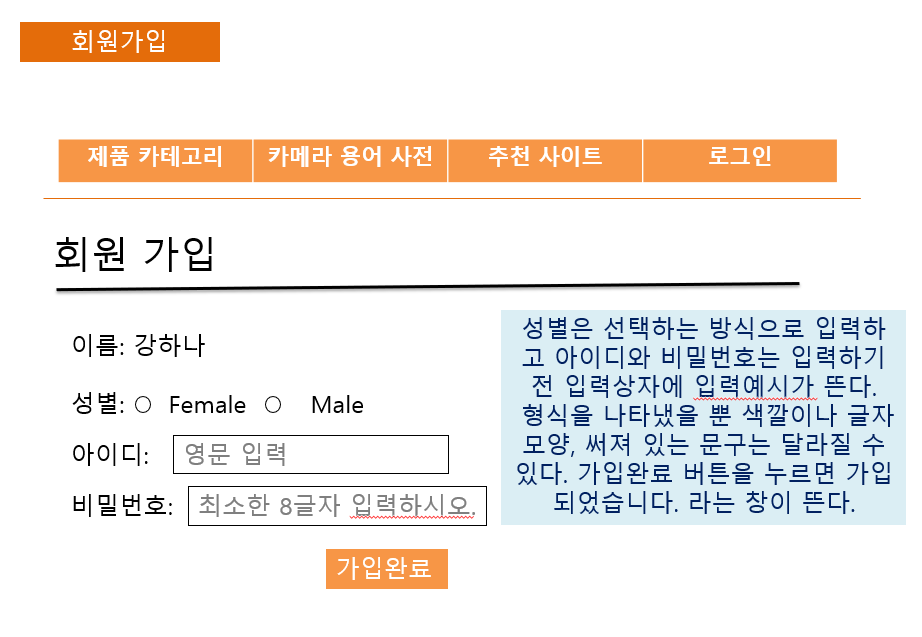 회원가입
제품 카테고리 카메라 용어 사전 추천 사이트 로그인
회원 가입
이름: 강하나
성별: ○ Female ○ Male
아이디: 영문 입력
비밀번호: 최소한 8글자 입력하시오.
가입완료
성별은 선택하는 방식으로 입력하
고 아이디와 비밀번호는 입력하기
전 입력상자에 입력예시가 뜬다.
형식을 나타냈을 뿐 색깔이나 글자
모양, 써져 있는 문구는 달라질 수
있다. 가입완료 버튼을 누르면 가입
되었습니다. 라는 창이 뜬다.